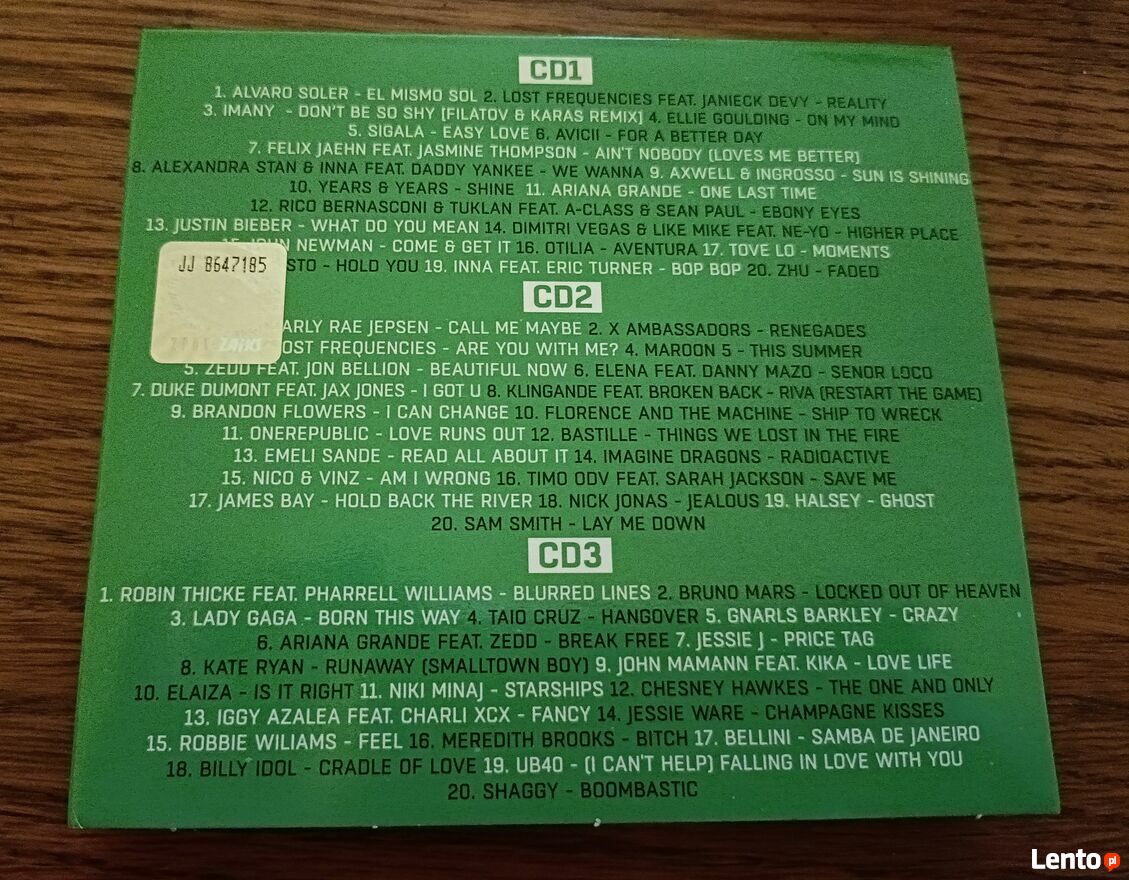 CD1
1. ALVARO SOLER - EL MISMO SOL 2. LOST FREQUENCIES FEAT. JANIECK DEVY - REALITY
3. IMANY - DON'T BE SO SHY [FILATOV & KARAS REMIX] 4. ELLIE GOULDING - ON MY MIND
5. SIGALA - EASY LOVE 6. AVICII - FOR A BETTER DAY
7. FELIX JAEHN FEAT. JASMINE THOMPSON - AIN'T NOBODY (LOVES ME BETTER)
8. ALEXANDRA STAN & INNA FEAT. DADDY YANKEE - WE WANNA 9. AXWELL & INGROSSO - SUN IS SHINING
10. YEARS & YEARS - SHINE 11. ARIANA GRANDE - ONE LAST TIME
12. RICO BERNASCONI & TUKLAN FEAT. A-CLASS & SEAN PAUL - EBONY EYES
13. JUSTIN BIEBER - WHAT DO YOU MEAN 14. DIMITRI VEGAS & LIKE MIKE FEAT. NE-YO - HIGHER PLACE
15. JOHN NEWMAN - COME & GET IT 16. OTILIA - AVENTURA 17. TOVE LO - MOMENTS
JJ 8647185
STO - HOLD YOU 19. INNA FEAT. ERIC TURNER - BOP BOP 20. ZHU - FADED
CD2
ARLY RAE JEPSEN - CALL ME MAYBE 2. X AMBASSADORS - RENEGADES
ZAIKS
OST FREQUENCIES - ARE YOU WITH ME? 4. MAROON 5 - THIS SUMMER
5. ZEDD FEAT. JON BELLION - BEAUTIFUL NOW 6. ELENA FEAT. DANNY MAZO - SENOR LOCO
7. DUKE DUMONT FEAT. JAX JONES - I GOT U 8. KLINGANDE FEAT. BROKEN BACK - RIVA (RESTART THE GAME)
9. BRANDON FLOWERS - I CAN CHANGE 10. FLORENCE AND THE MACHINE - SHIP TO WRECK
11. ONEREPUBLIC - LOVE RUNS OUT 12. BASTILLE - THINGS WE LOST IN THE FIRE
13. EMELI SANDE - READ ALL ABOUT IT 14. IMAGINE DRAGONS - RADIOACTIVE
15. NICO & VINZ - AM I WRONG 16. TIMO ODV FEAT. SARAH JACKSON - SAVE ME
17. JAMES BAY - HOLD BACK THE RIVER 18. NICK JONAS - JEALOUS 19. HALSEY - GHOST
20. SAM SMITH - LAY ME DOWN
CD3
1. ROBIN THICKE FEAT. PHARRELL WILLIAMS - BLURRED LINES 2. BRUNO MARS - LOCKED OUT OF HEAVEN
3. LADY GAGA - BORN THIS WAY 4. TAIO CRUZ - HANGOVER 5. GNARLS BARKLEY - CRAZY
6. ARIANA GRANDE FEAT. ZEDD - BREAK FREE 7. JESSIE J - PRICE TAG
8. KATE RYAN - RUNAWAY (SMALLTOWN BOY) 9. JOHN MAMANN FEAT. KIKA - LOVE LIFE
10. ELAIZA - IS IT RIGHT 11. NIKI MINAJ - STARSHIPS 12. CHESNEY HAWKES - THE ONE AND ONLY
13. IGGY AZALEA FEAT. CHARLI XCX - FANCY 14. JESSIE WARE - CHAMPAGNE KISSES
15. ROBBIE WILIAMS - FEEL 16. MEREDITH BROOKS - BITCH 17. BELLINI - SAMBA DE JANEIRO
18. BILLY IDOL - CRADLE OF LOVE 19. UB40 - (I CAN'T HELP) FALLING IN LOVE WITH YOU
20. SHAGGY - BOOMBASTIC
Lento pl